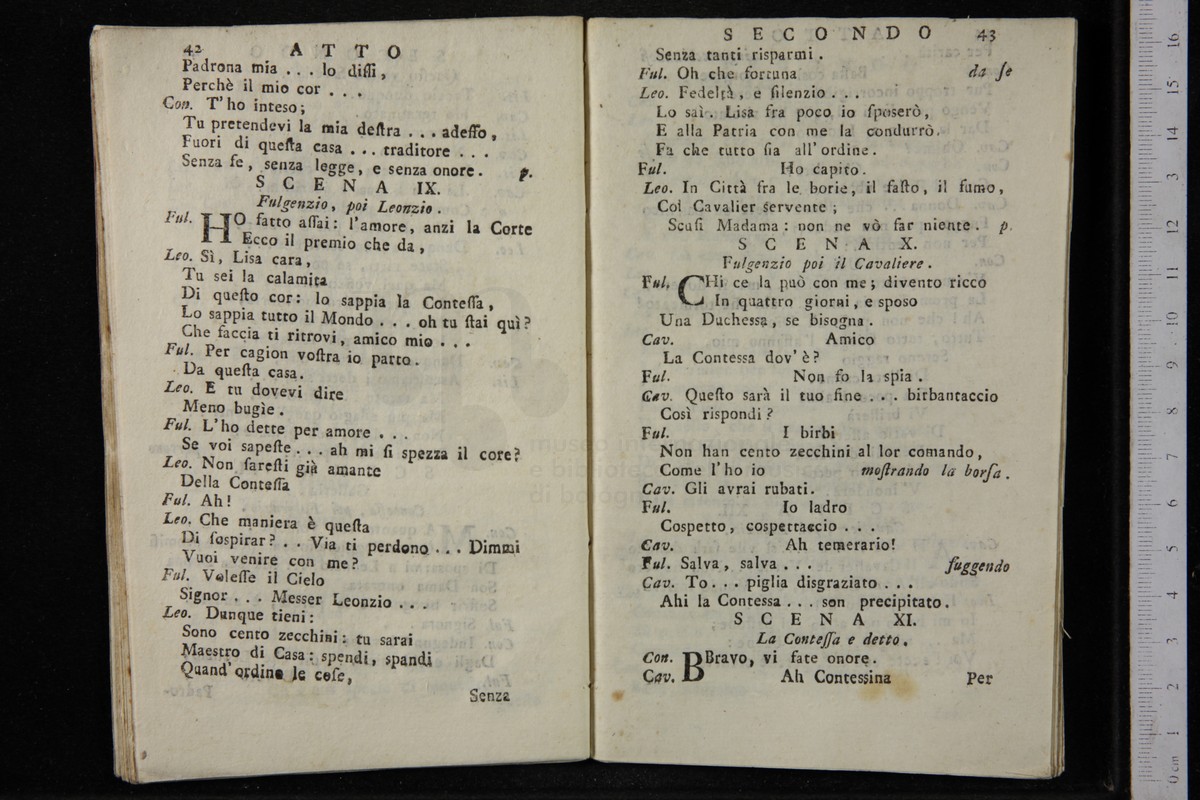 42 ATTO
Padrona mia . . . lo diſſi,
Perchè il mio cor . . .
Con. T'ho inteso;
Tu pretendevi la mia deſtra . . . adeſſo,
Fuori di queſta casa . . . traditore . . .
Senza fe, senza legge, e senza onore. p.
SCENA IX.
Fulgenzio, poi Leonzio.
Ful. HO fatto aſſai: l'amore, anzi la Corte
Ecco il premio che da,
Leo. Sì, Lisa cara,
Tu sei la calamita
Di queſto cor: lo sappia la Conteſſa,
Lo sappia tutto il Mondo . . . oh tu ſtai quì?
Che faccia ti ritrovi, amico mio . . .
Ful. Per cagion voſtra io parto.
Da queſta casa.
Leo. E tu dovevi dire
Meno bugìe.
Ful. L'ho dette per amore . . .
Se voi sapeſte . . . ah mi ſi spezza il core?
Leo. Non fareſti già amante
Della Conteſſa
Ful. Ah!
Leo. Che maniera è queſta
Di ſospirar? . . Via ti perdono . . . Dimmi
Vuoi venire con me?
Ful. Voleſſe il Cielo
Signor . . . Messer Leonzio . . .
Leo. Dunque tieni:
Sono cento zecchini: tu sarai
Maestro di Casa: spendi, spandi
Quand'ordine le coſe,
Senza
SECONDO 43
Senza tanti risparmi.
Ful. Oh che fortuna da ſe
Leo. Fedeltà, e ſilenzio . . .
Lo sai. Lisa fra poco io ſposerò,
E alla Patria con me la condurrò.
Fa che tutto ſia all'ordine.
Ful. Ho capito.
Leo. In Città fra le borie, il faſto, il fumo,
Coì Cavalier servente;
Scuſi Madama: non ne vò far niente. p.
SCENA X.
Fulgenzio poi il Cavaliere.
Ful. CHi ce la può con me; divento ricco
In quattro giorni, e sposo
Una Duchessa, se bisogna.
Cav. Amico
La Contessa dov'è?
Ful. Non fo la spia.
Cav. Queſto sarà il tuo fine . . . birbantaccio
Così rispondi?
Ful. I birbi
Non han cento zecchini al lor comando,
Come l'ho io moſtrando la borſa.
Cav. Gli avrai rubati.
Ful. Io ladro
Cospetto, cospettaccio . . .
Cav. Ah temerario!
Ful. Salva, salva . . . fuggendo
Cav. To . . . piglia disgraziato . . .
Ahi la Contessa . . . son precipitato.
SCENA XI.
La Conteſſa e detto.
Con. BBravo, vi fate onore.
Cav. Ah Contessina Per